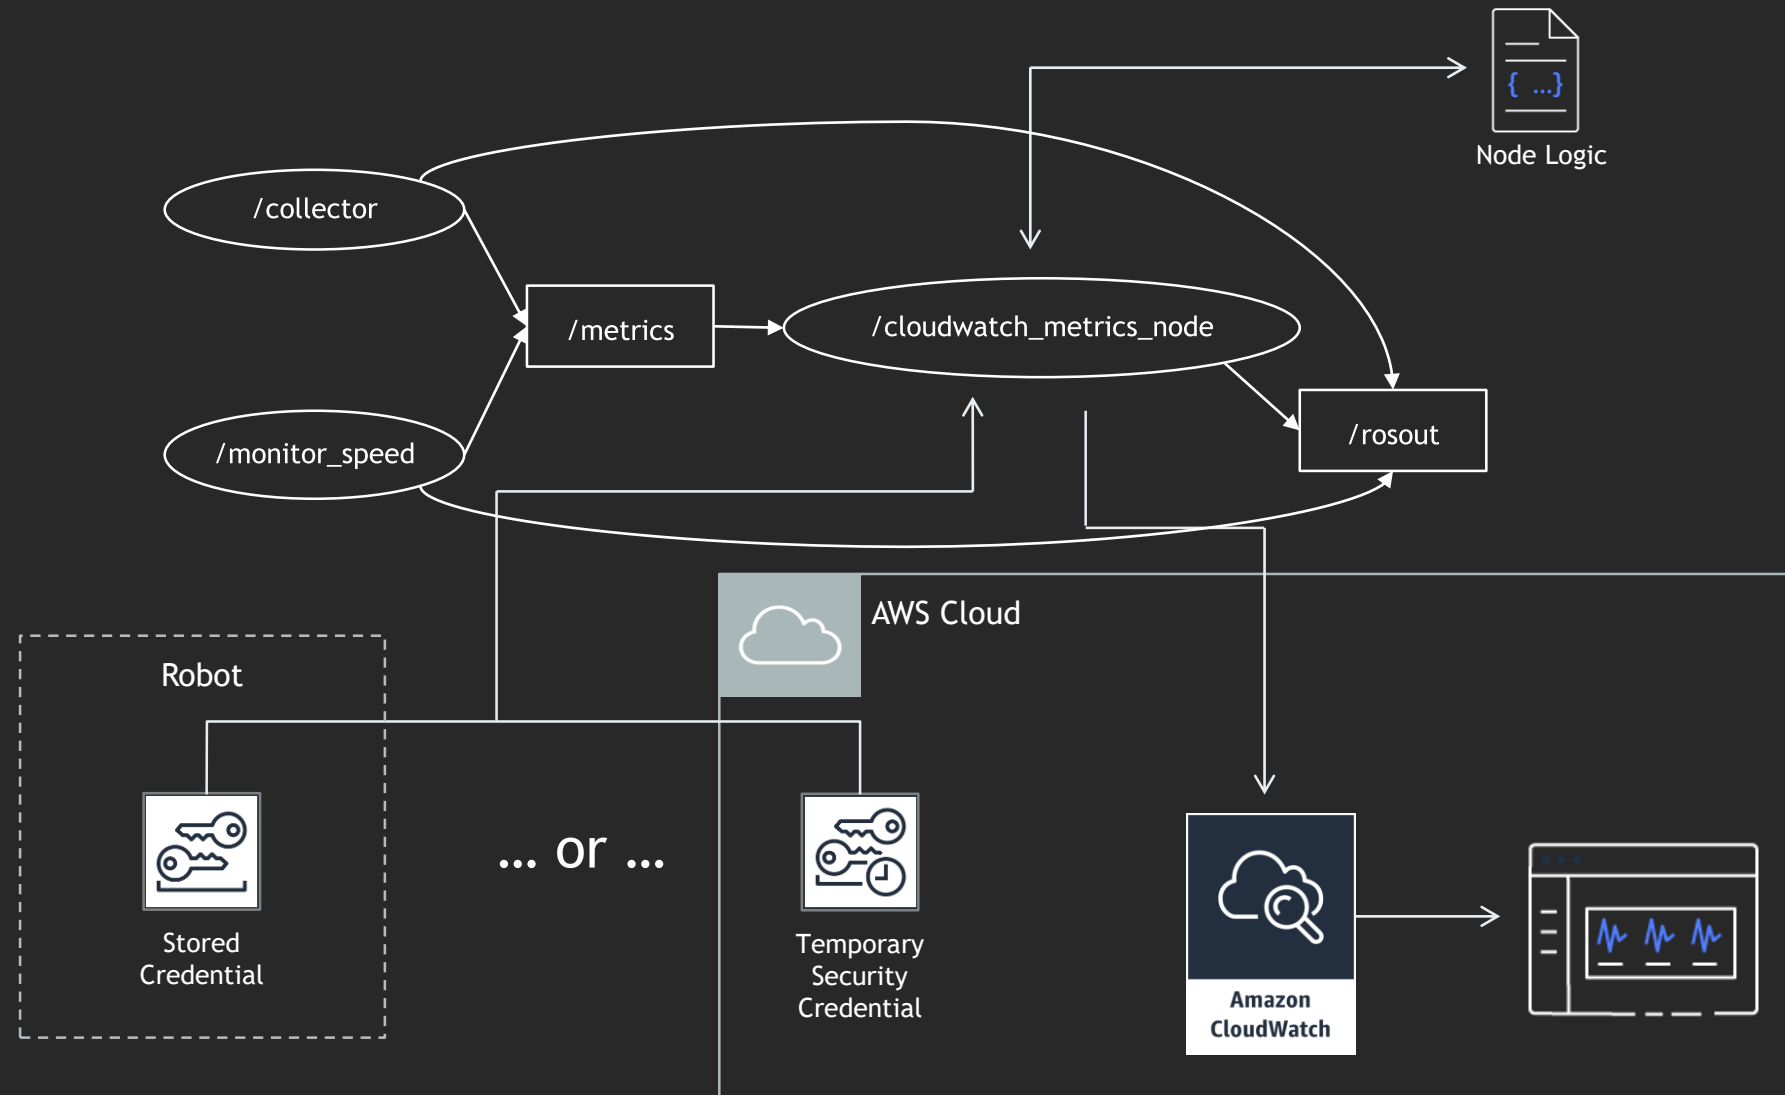 { ...}
Node Logic
/collector
/metrics
/cloudwatch_metrics_node
/monitor_speed
/rosout
AWS Cloud
Robot
... or ...
Stored
Credential
Temporary
Security
Credential
Amazon
CloudWatch